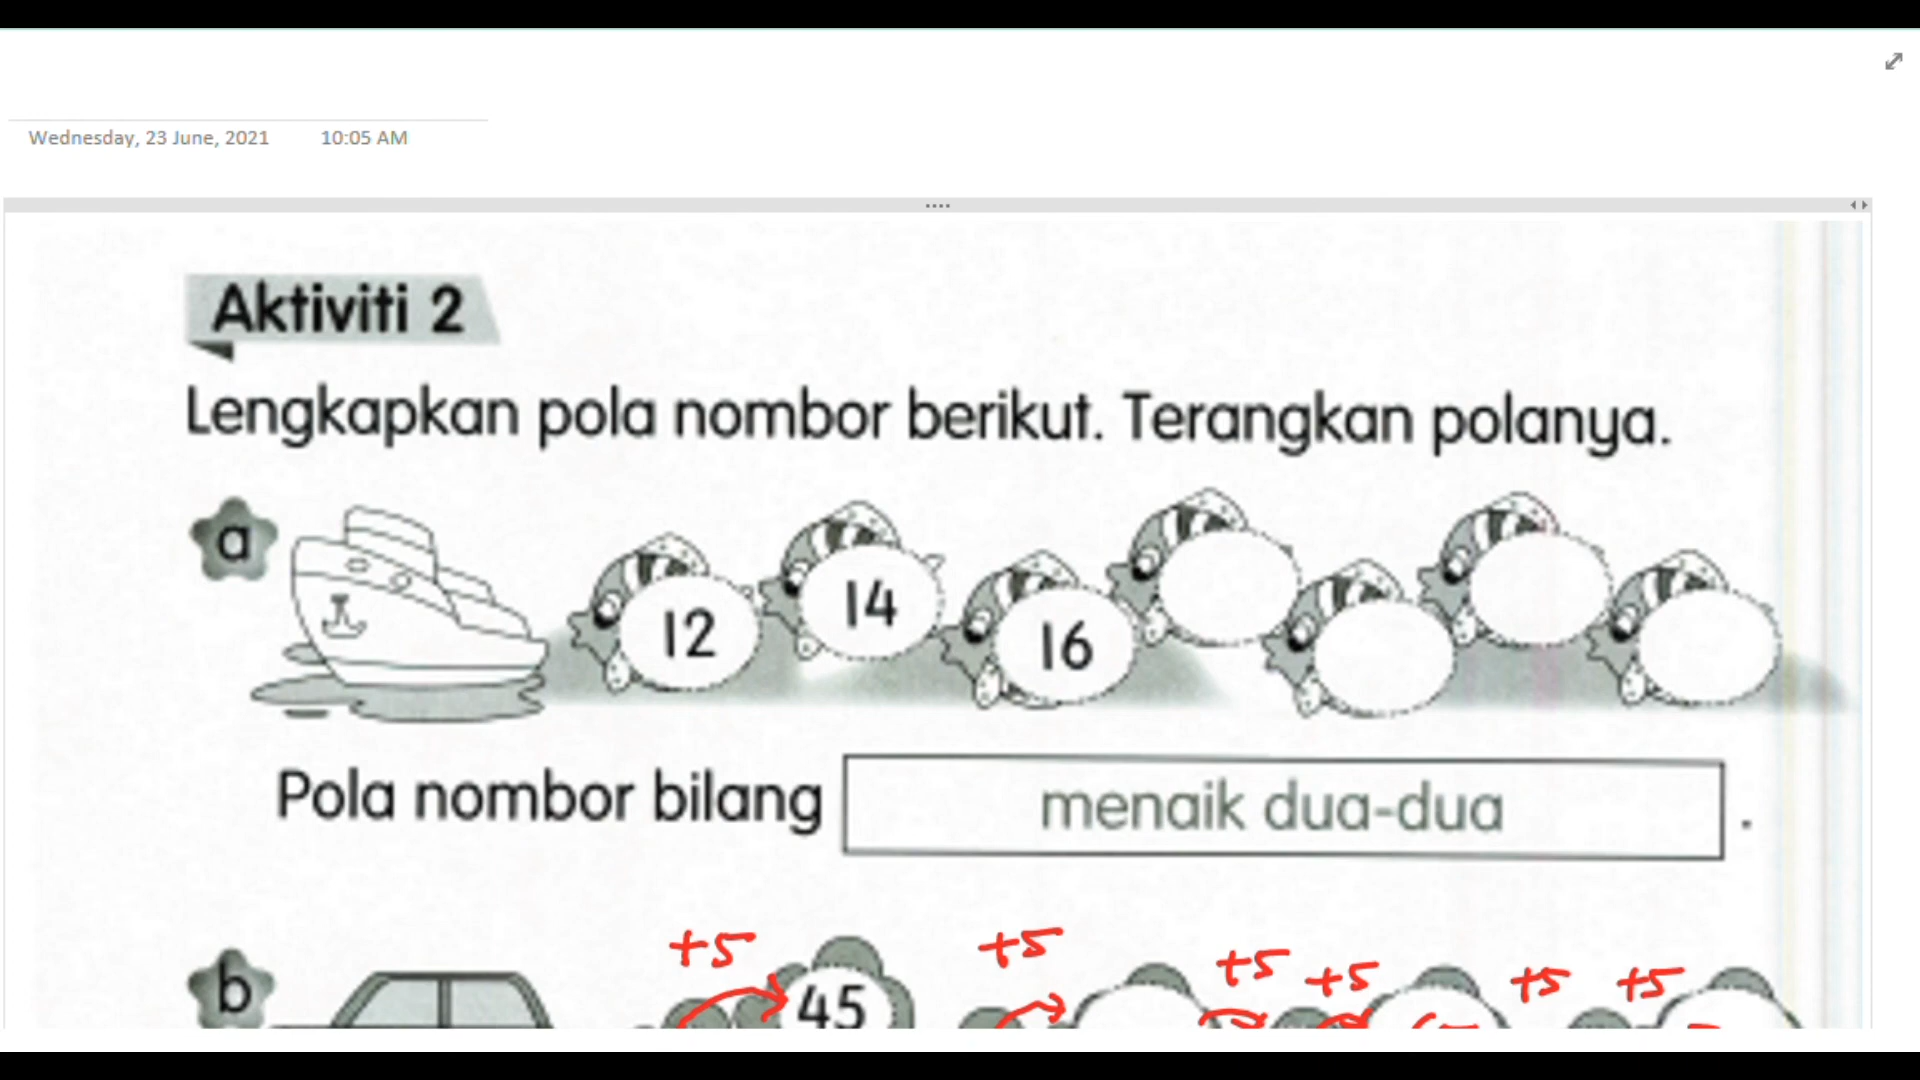 Wednesday, 23 June, 2021 10:05 AM
Aktiviti 2
Lengkapkan pola nombor berikut. Terangkan polanya.
a
12 14 16
Pola nombor bilang menaik dua-dua .
+5 +5 +5 +5 +5 +5
b
45